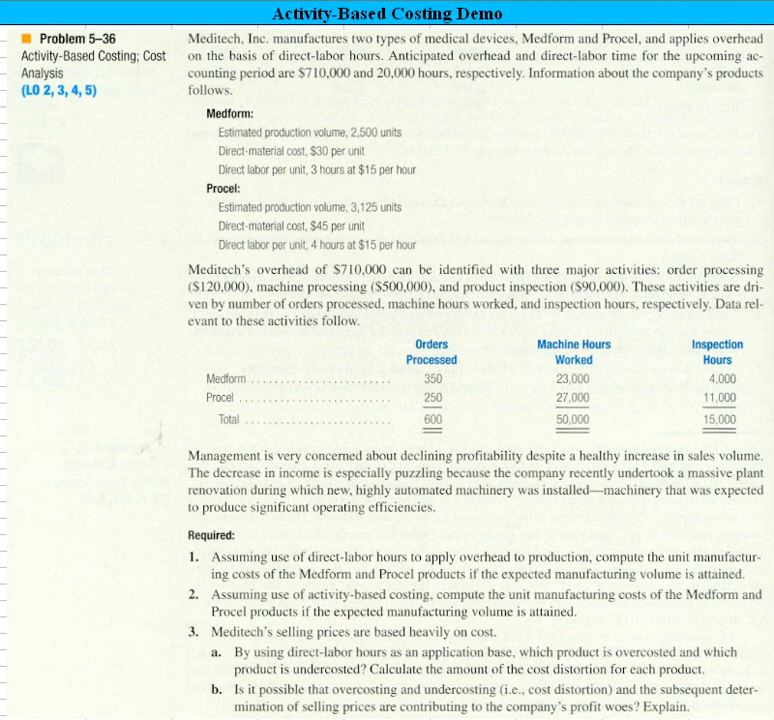 Activity-Based Costing Demo
Problem 5–36
Activity-Based Costing; Cost
Analysis
(LO 2, 3, 4, 5)
Meditech, Inc. manufactures two types of medical devices, Medform and Procel, and applies overhead
on the basis of direct-labor hours. Anticipated overhead and direct-labor time for the upcoming ac-
counting period are $710,000 and 20,000 hours, respectively. Information about the company's products
follows.
Medform:
Estimated production volume, 2,500 units
Direct-material cost, $30 per unit
Direct labor per unit, 3 hours at $15 per hour
Procel:
Estimated production volume, 3,125 units
Direct-material cost, $45 per unit
Direct labor per unit, 4 hours at $15 per hour
Meditech's overhead of $710,000 can be identified with three major activities: order processing
($120,000), machine processing ($500,000), and product inspection ($90,000). These activities are dri-
ven by number of orders processed, machine hours worked, and inspection hours, respectively. Data rel-
evant to these activities follow.
Orders Machine Hours Inspection
Processed Worked Hours
Medform . . . . . . . . . . . . . . . . . . . . . . . . . 350 23,000 4,000
Procel . . . . . . . . . . . . . . . . . . . . . . . . . . . 250 27,000 11,000
Total . . . . . . . . . . . . . . . . . . . . . . . . . . 600 50,000 15,000
Management is very concerned about declining profitability despite a healthy increase in sales volume.
The decrease in income is especially puzzling because the company recently undertook a massive plant
renovation during which new, highly automated machinery was installed—machinery that was expected
to produce significant operating efficiencies.
Required:
1. Assuming use of direct-labor hours to apply overhead to production, compute the unit manufactur-
ing costs of the Medform and Procel products if the expected manufacturing volume is attained.
2. Assuming use of activity-based costing, compute the unit manufacturing costs of the Medform and
Procel products if the expected manufacturing volume is attained.
3. Meditech's selling prices are based heavily on cost.
a. By using direct-labor hours as an application base, which product is overcosted and which
product is undercosted? Calculate the amount of the cost distortion for each product.
b. Is it possible that overcosting and undercosting (i.e., cost distortion) and the subsequent deter-
mination of selling prices are contributing to the company's profit woes? Explain.